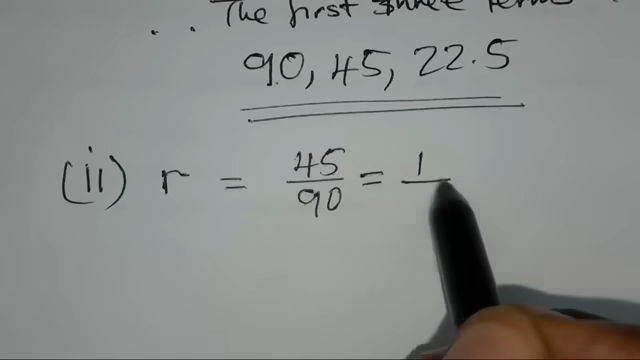 ∴ The first three terms
90, 45, 22.5
(ii) r = 45/90 = 1/